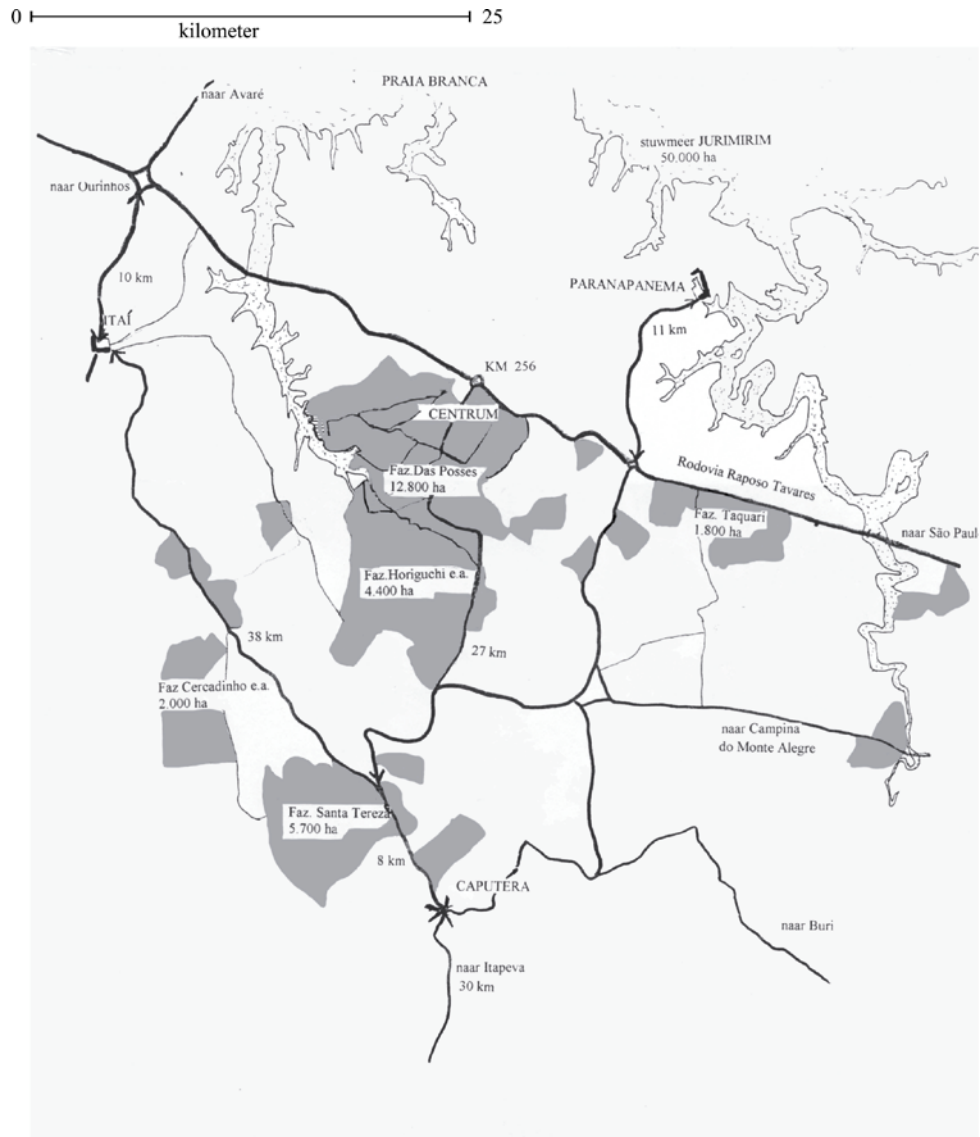 0 25
kilometer
PRAIA BRANCA
naar Avaré
stuwmeer JURIMIRIM
50.000 ha
naar Ourinhos
10 km
PARANAPANEMA
ITAÍ
11 km
KM 256
CENTRUM
Faz.Das Posses
12.800 ha
Rodovia Raposo Tavares
Faz. Taquari
1.800 ha
naar São Paul
Faz.Horiguchi e.a.
4.400 ha
38 km
27 km
Faz Cercadinho e.a.
2.000 ha
naar Campina
do Monte Alegre
Faz. Santa Tereza
5.700 ha
8 km
CAPUTERA
naar Buri
naar Itapeva
30 km